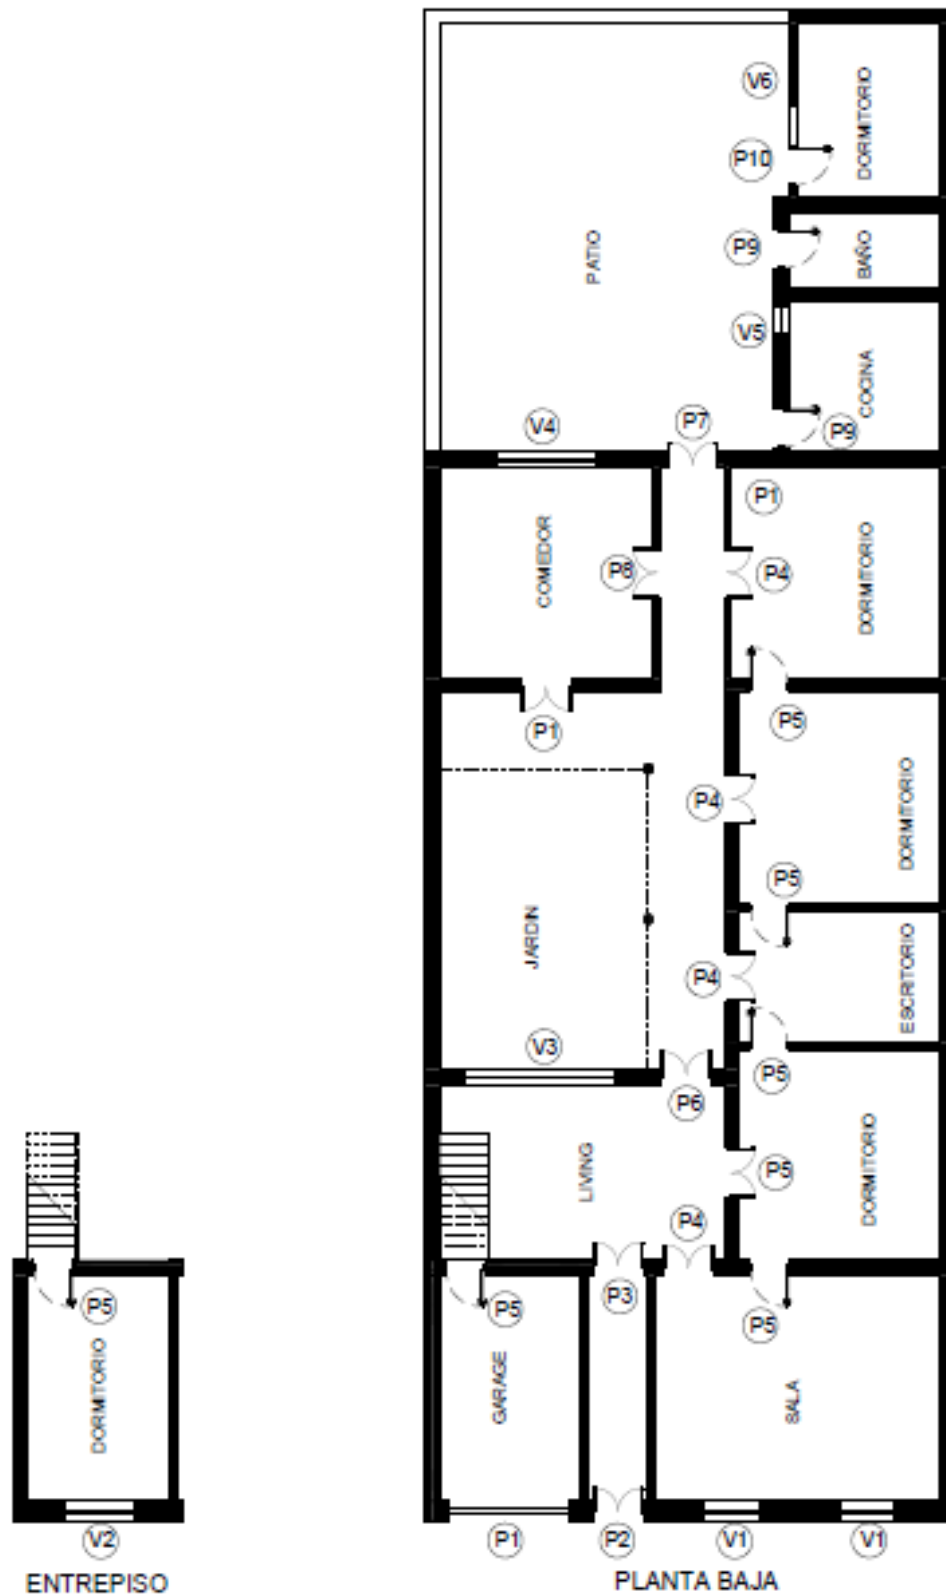 V6
DORMITORIO
P10
PATIO
P9
BAÑO
V5
COCINA
P9
V4
P7
COMEDOR
P8
P1
P4
DORMITORIO
P1
P5
P4
DORMITORIO
P5
JARDIN
P4
ESCRITORIO
V3
P5
P6
LIVING
P5
DORMITORIO
P4
P3
P5
GARAGE
P5
SALA
P5
DORMITORIO
P1
P2
V1
V1
V2
PLANTA BAJA
ENTREPISO